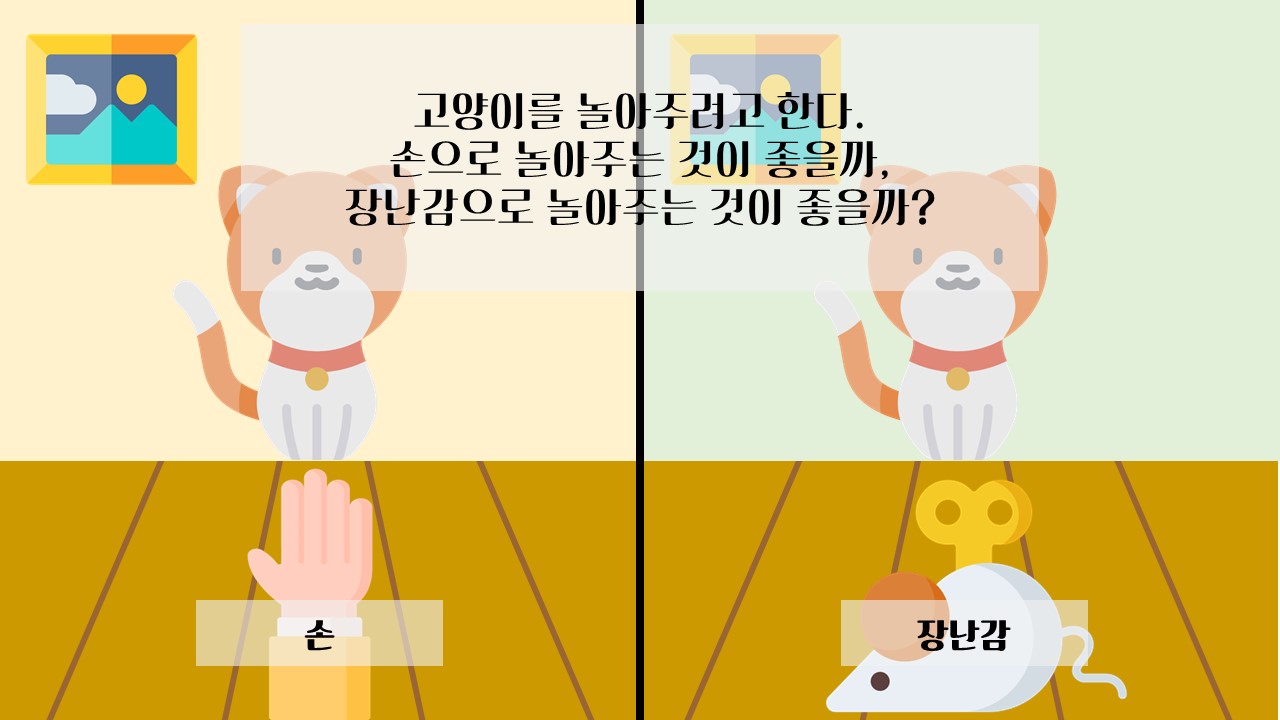 고양이를 놀아주려고 한다.
손으로 놀아주는 것이 좋을까,
장난감으로 놀아주는 것이 좋을까?
손
장난감